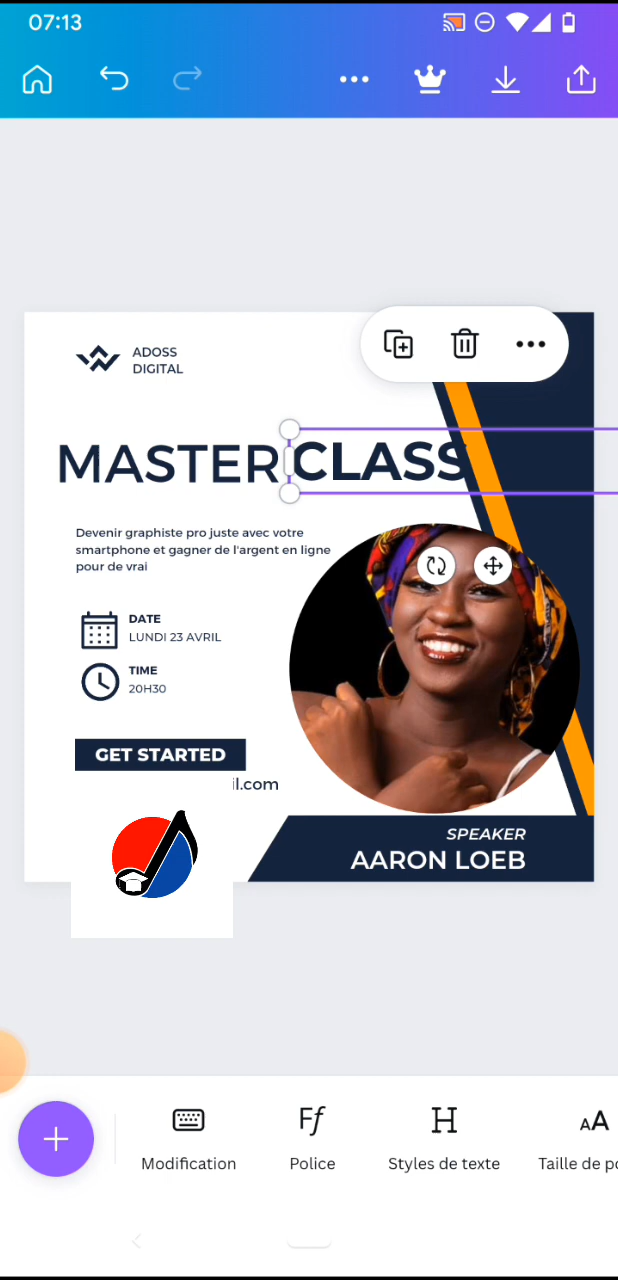 07:13
ADOSS
DIGITAL
MASTER CLASS
Devenir graphiste pro juste avec votre
smartphone et gagner de l'argent en ligne
pour de vrai
DATE
LUNDI 23 AVRIL
TIME
20H30
GET STARTED
il.com
SPEAKER
AARON LOEB
Modification
Ff
Police
H
Styles de texte
AA
Taille de po